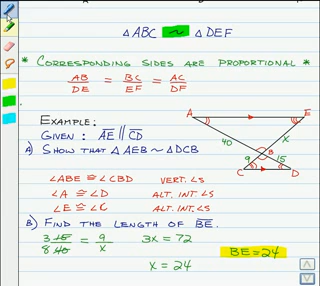 △ABC ~ △DEF
* CORRESPONDING SIDES ARE PROPORTIONAL *
AB/DE = BC/EF = AC/DF
EXAMPLE:
GIVEN: AE || CD
A) SHOW THAT △AEB ~ △DCB
A E
40 x
B
9 15
C D
∠ABE ≅ ∠CBD VERT. ∠S
∠A ≅ ∠D ALT. INT. ∠S
∠E ≅ ∠C ALT. INT. ∠S
B) FIND THE LENGTH OF BE.
3 15/8 40 = 9/x 3x = 72
BE = 24
x = 24